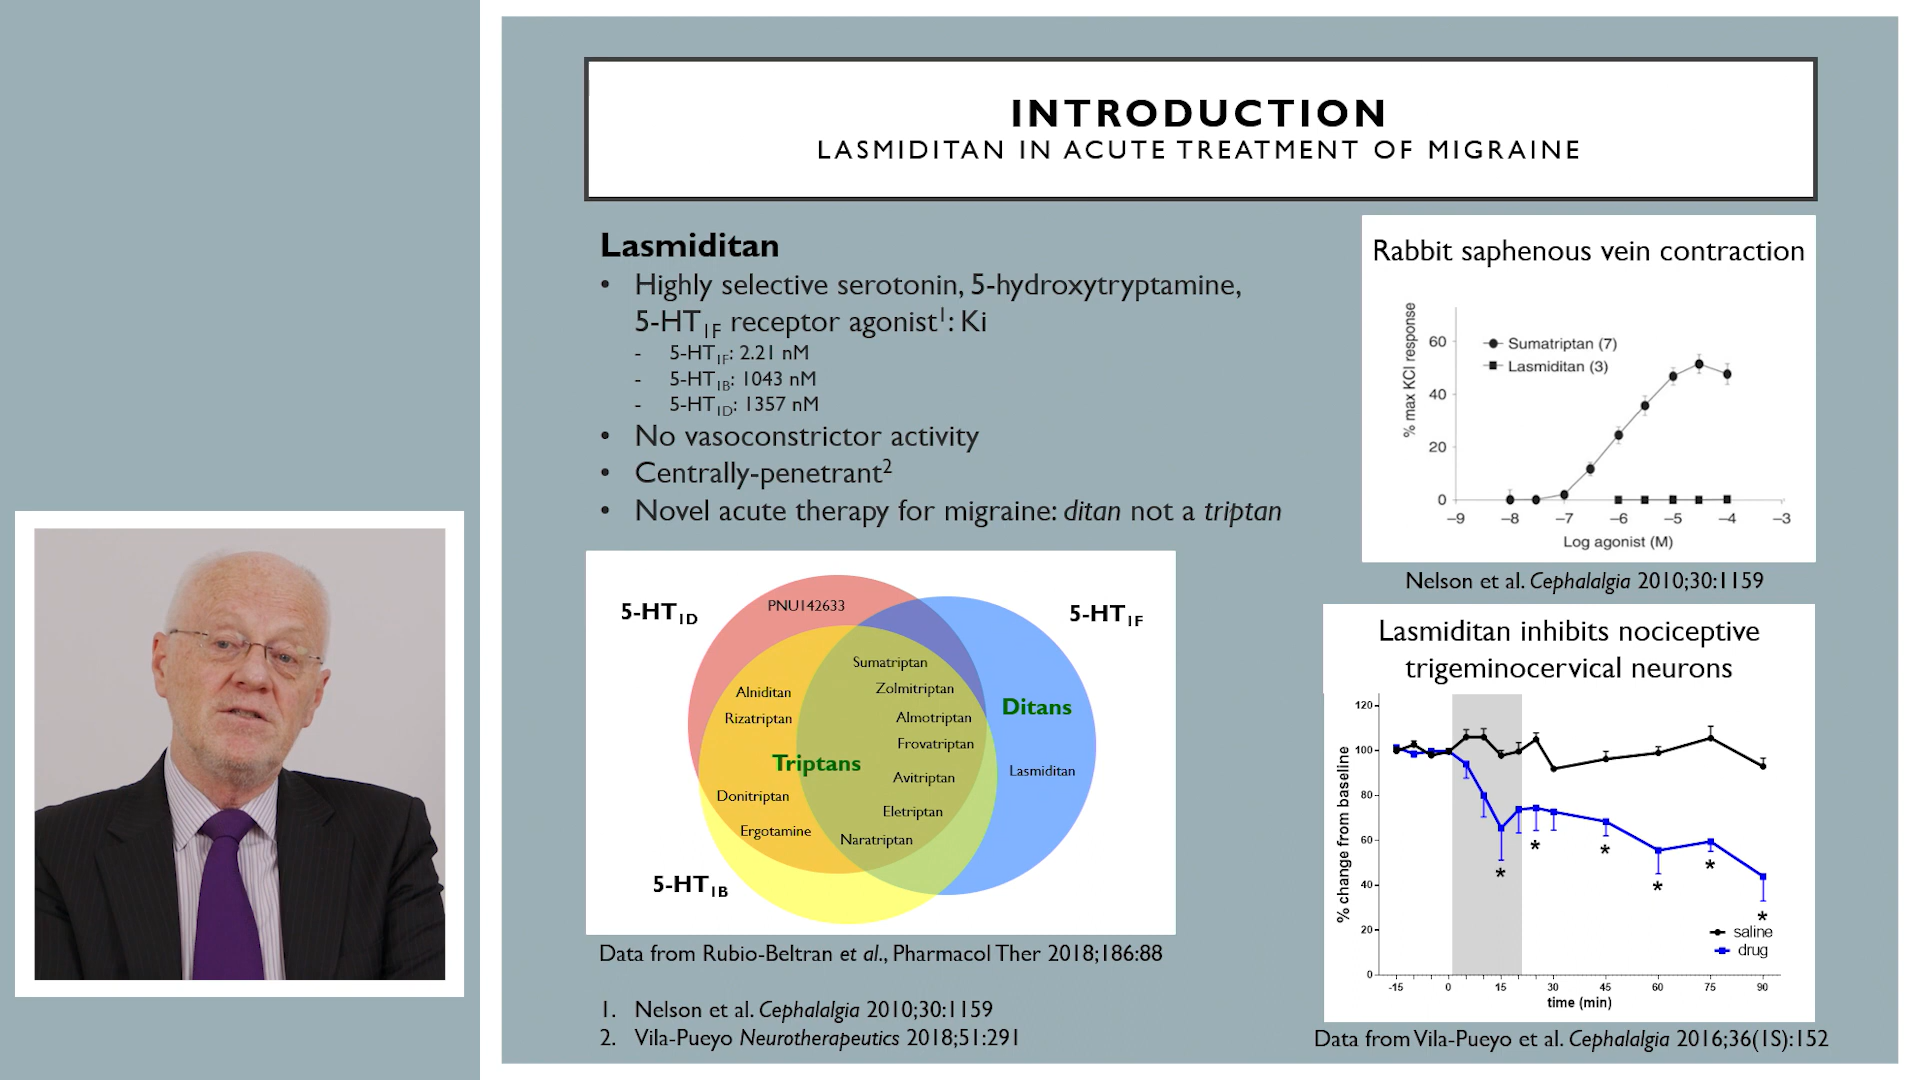 INTRODUCTION
LASMIDITAN IN ACUTE TREATMENT OF MIGRAINE
Lasmiditan
• Highly selective serotonin, 5-hydroxytryptamine,
5-HT1F receptor agonist1: Ki
- 5-HT1F: 2.21 nM
- 5-HT1B: 1043 nM
- 5-HT1D: 1357 nM
• No vasoconstrictor activity
• Centrally-penetrant2
• Novel acute therapy for migraine: ditan not a triptan
5-HT1D
PNU142633
5-HT1F
Sumatriptan
Alniditan
Zolmitriptan
Ditans
Rizatriptan
Almotriptan
Frovatriptan
Triptans
Avitriptan
Lasmiditan
Donitriptan
Eletriptan
Ergotamine
Naratriptan
5-HT1B
Data from Rubio-Beltran et al., Pharmacol Ther 2018;186:88
1. Nelson et al. Cephalalgia 2010;30:1159
2. Vila-Pueyo Neurotherapeutics 2018;51:291
Rabbit saphenous vein contraction
% max KCl response
60
40
20
0
Sumatriptan (7)
Lasmiditan (3)
–9 –8 –7 –6 –5 –4 –3
Log agonist (M)
Nelson et al. Cephalalgia 2010;30:1159
Lasmiditan inhibits nociceptive
trigeminocervical neurons
% change from baseline
120
100
80
60
40
20
0
* * * * * *
saline
drug
-15 0 15 30 45 60 75 90
time (min)
Data from Vila-Pueyo et al. Cephalalgia 2016;36(1S):152